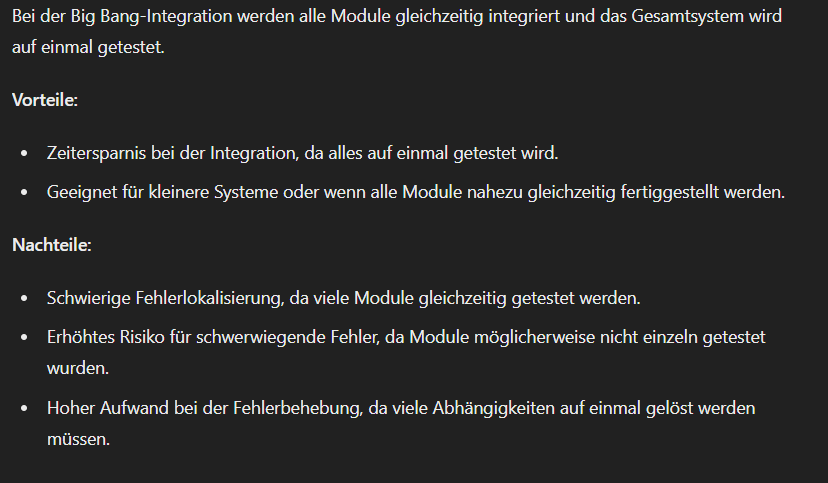 Bei der Big Bang-Integration werden alle Module gleichzeitig integriert und das Gesamtsystem wird
auf einmal getestet.
Vorteile:
• Zeitersparnis bei der Integration, da alles auf einmal getestet wird.
• Geeignet für kleinere Systeme oder wenn alle Module nahezu gleichzeitig fertiggestellt werden.
Nachteile:
• Schwierige Fehlerlokalisierung, da viele Module gleichzeitig getestet werden.
• Erhöhtes Risiko für schwerwiegende Fehler, da Module möglicherweise nicht einzeln getestet
wurden.
• Hoher Aufwand bei der Fehlerbehebung, da viele Abhängigkeiten auf einmal gelöst werden
müssen.